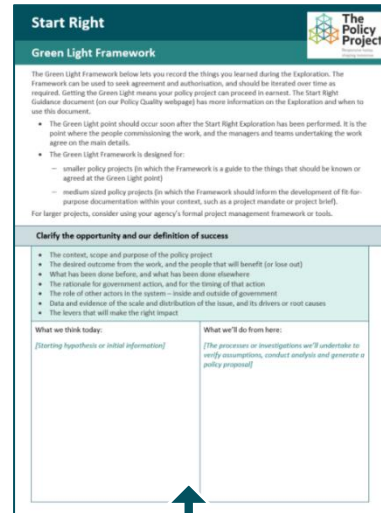 Start Right
The
Policy
Project
Green Light Framework
The Green Light Framework below lets you record the things you learned during the Exploration. The
Framework can be used to seek agreement and authorisation, and should be iterated over time as
required. Getting the Green Light means your policy project can proceed in earnest. The Start Right
Guidance document (on our Policy Quality webpage) has more information on the Exploration and when to
use this document.
• The Green Light point should occur soon after the Start Right Exploration has been performed. It is the
point where the people commissioning the work, and the managers and teams undertaking the work
agree on the main details.
• The Green Light Framework is designed for:
– smaller policy projects (in which the Framework is a guide to the things that should be known or
agreed at the Green Light point)
– medium sized policy projects (in which the Framework should inform the development of fit-for-
purpose documentation within your context, such as a project mandate or project brief).
For larger projects, consider using your agency's formal project management framework or tools.
Clarify the opportunity and our definition of success
• The context, scope and purpose of the policy project
• The desired outcome from the work, and the people that will benefit (or lose out)
• What has been done before, and what has been done elsewhere
• The rationale for government action, and for the timing of that action
• The role of other actors in the system – inside and outside of government
• Data and evidence of the scale and distribution of the issue, and its drivers or root causes
• The levers that will make the right impact
What we think today:
[Starting hypothesis or initial information]
What we'll do from here:
[The processes or investigations we'll undertake to
verify assumptions, conduct analysis and generate a
policy proposal]